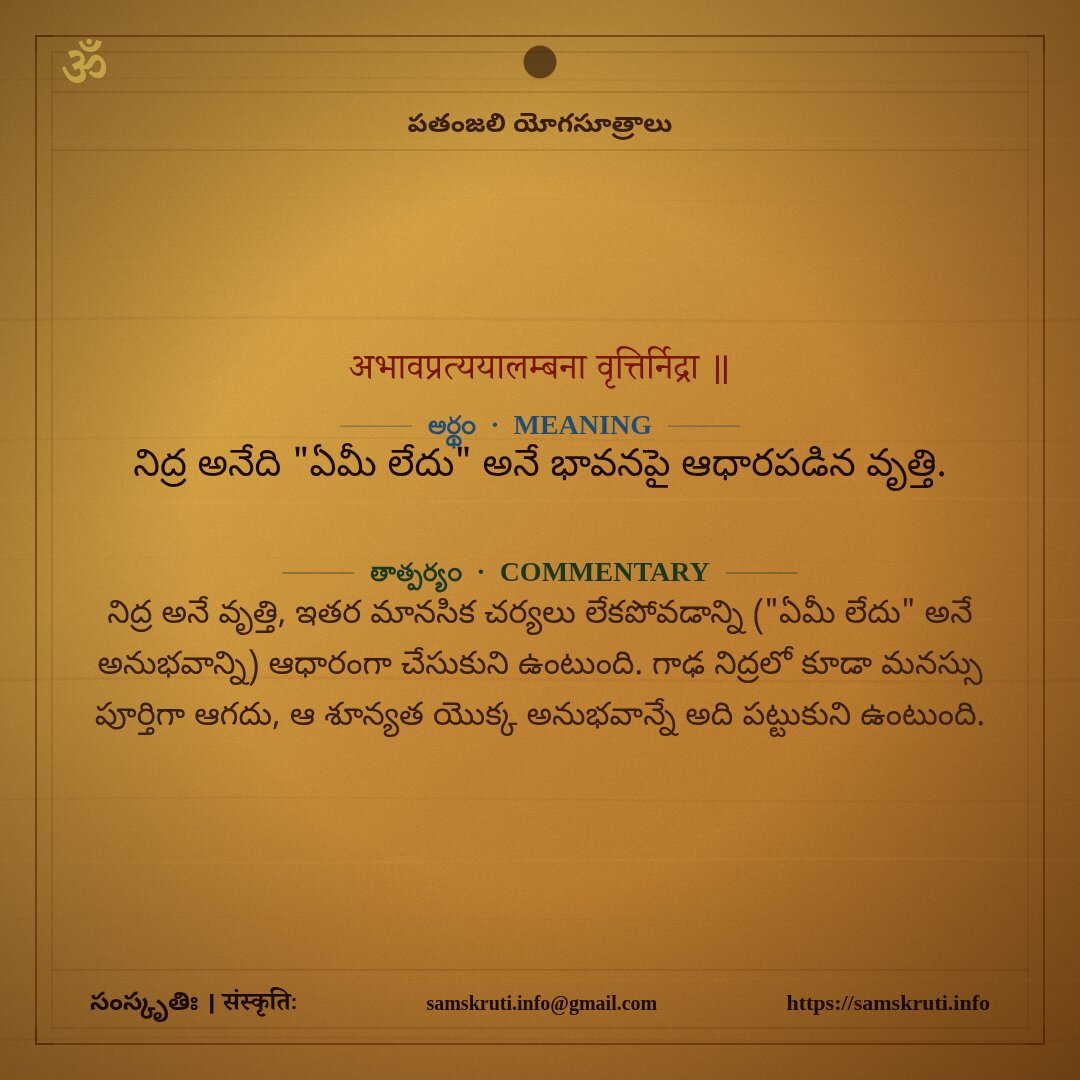 ॐ
పతంజలి యోగసూత్రాలు
अभावप्रत्ययालम्बना वृत्तिर्निद्रा ॥
అర్థం · MEANING
నిద్ర అనేది "ఏమీ లేదు" అనే భావనపై ఆధారపడిన వృత్తి.
తాత్పర్యం · COMMENTARY
నిద్ర అనే వృత్తి, ఇతర మానసిక చర్యలు లేకపోవడాన్ని ("ఏమీ లేదు" అనే
అనుభవాన్ని) ఆధారంగా చేసుకుని ఉంటుంది. గాఢ నిద్రలో కూడా మనస్సు
పూర్తిగా ఆగదు, ఆ శూన్యత యొక్క అనుభవాన్నే అది పట్టుకుని ఉంటుంది.
సంస్కృతిః | संस्कृतिः samskruti.info@gmail.com https://samskruti.info